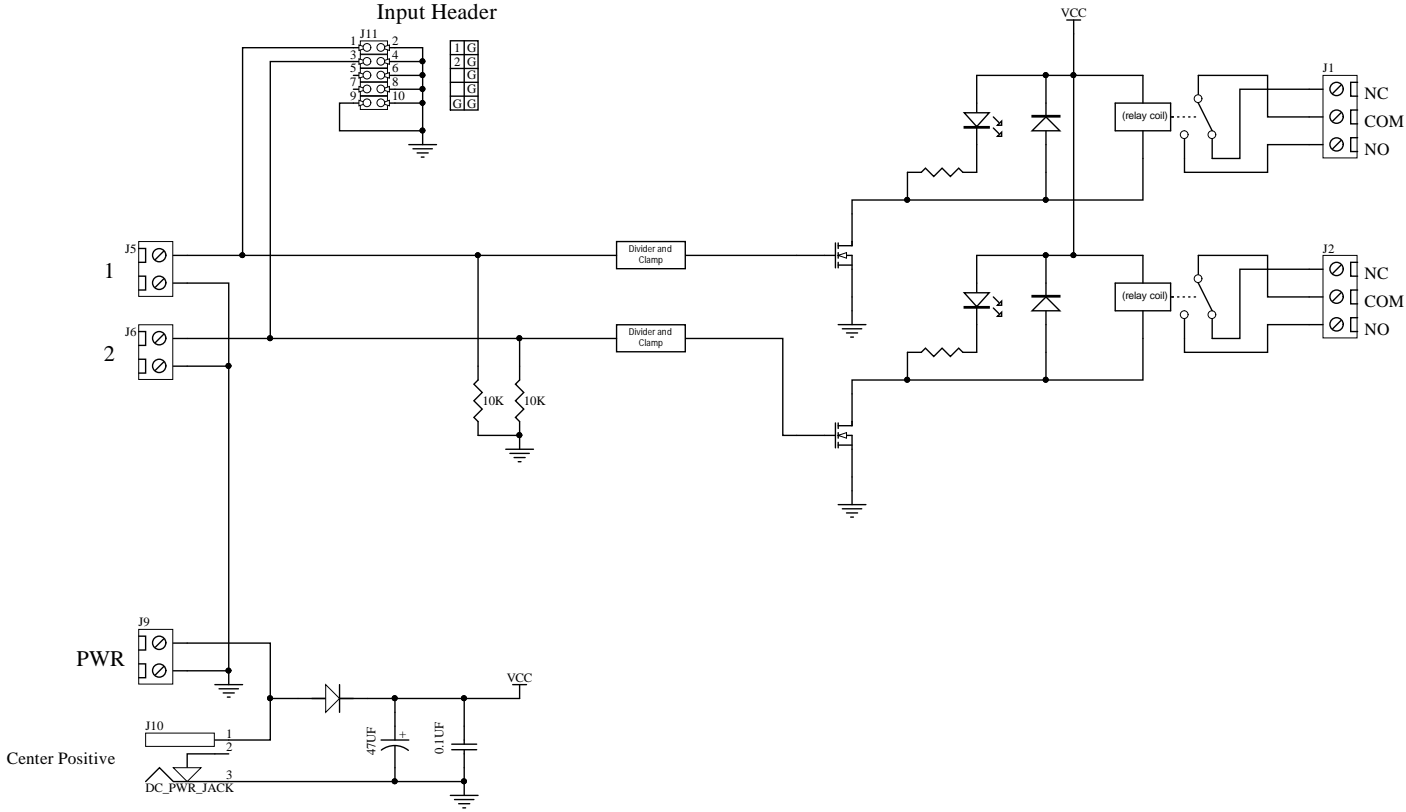 Input Header
VCC
J11
1 2
3 4
5 6
7 8
9 10
1 G
2 G
G
G
G G
(relay coil)
J1
NC
COM
NO
J5
1
Divider and
Clamp
J2
(relay coil)
NC
COM
NO
J6
2
Divider and
Clamp
10K
10K
J9
PWR
VCC
J10
1
2
3
Center Positive
DC_PWR_JACK
47UF
+
0.1UF